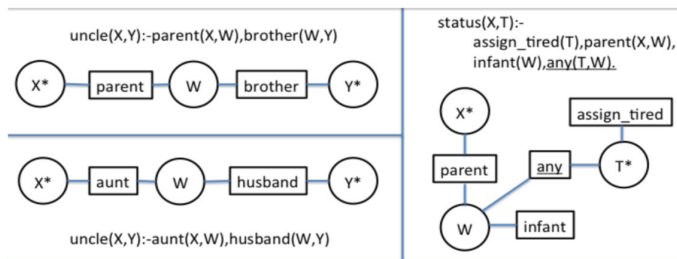 uncle(X,Y):-parent(X,W),brother(W,Y)
X*
parent
W
brother
Y*
X*
aunt
W
husband
Y*
uncle(X,Y):-aunt(X,W),husband(W,Y)
status(X,T):-
assign_tired(T),parent(X,W),
infant(W),any(T,W).
X*
assign_tired
parent
any
T*
W
infant